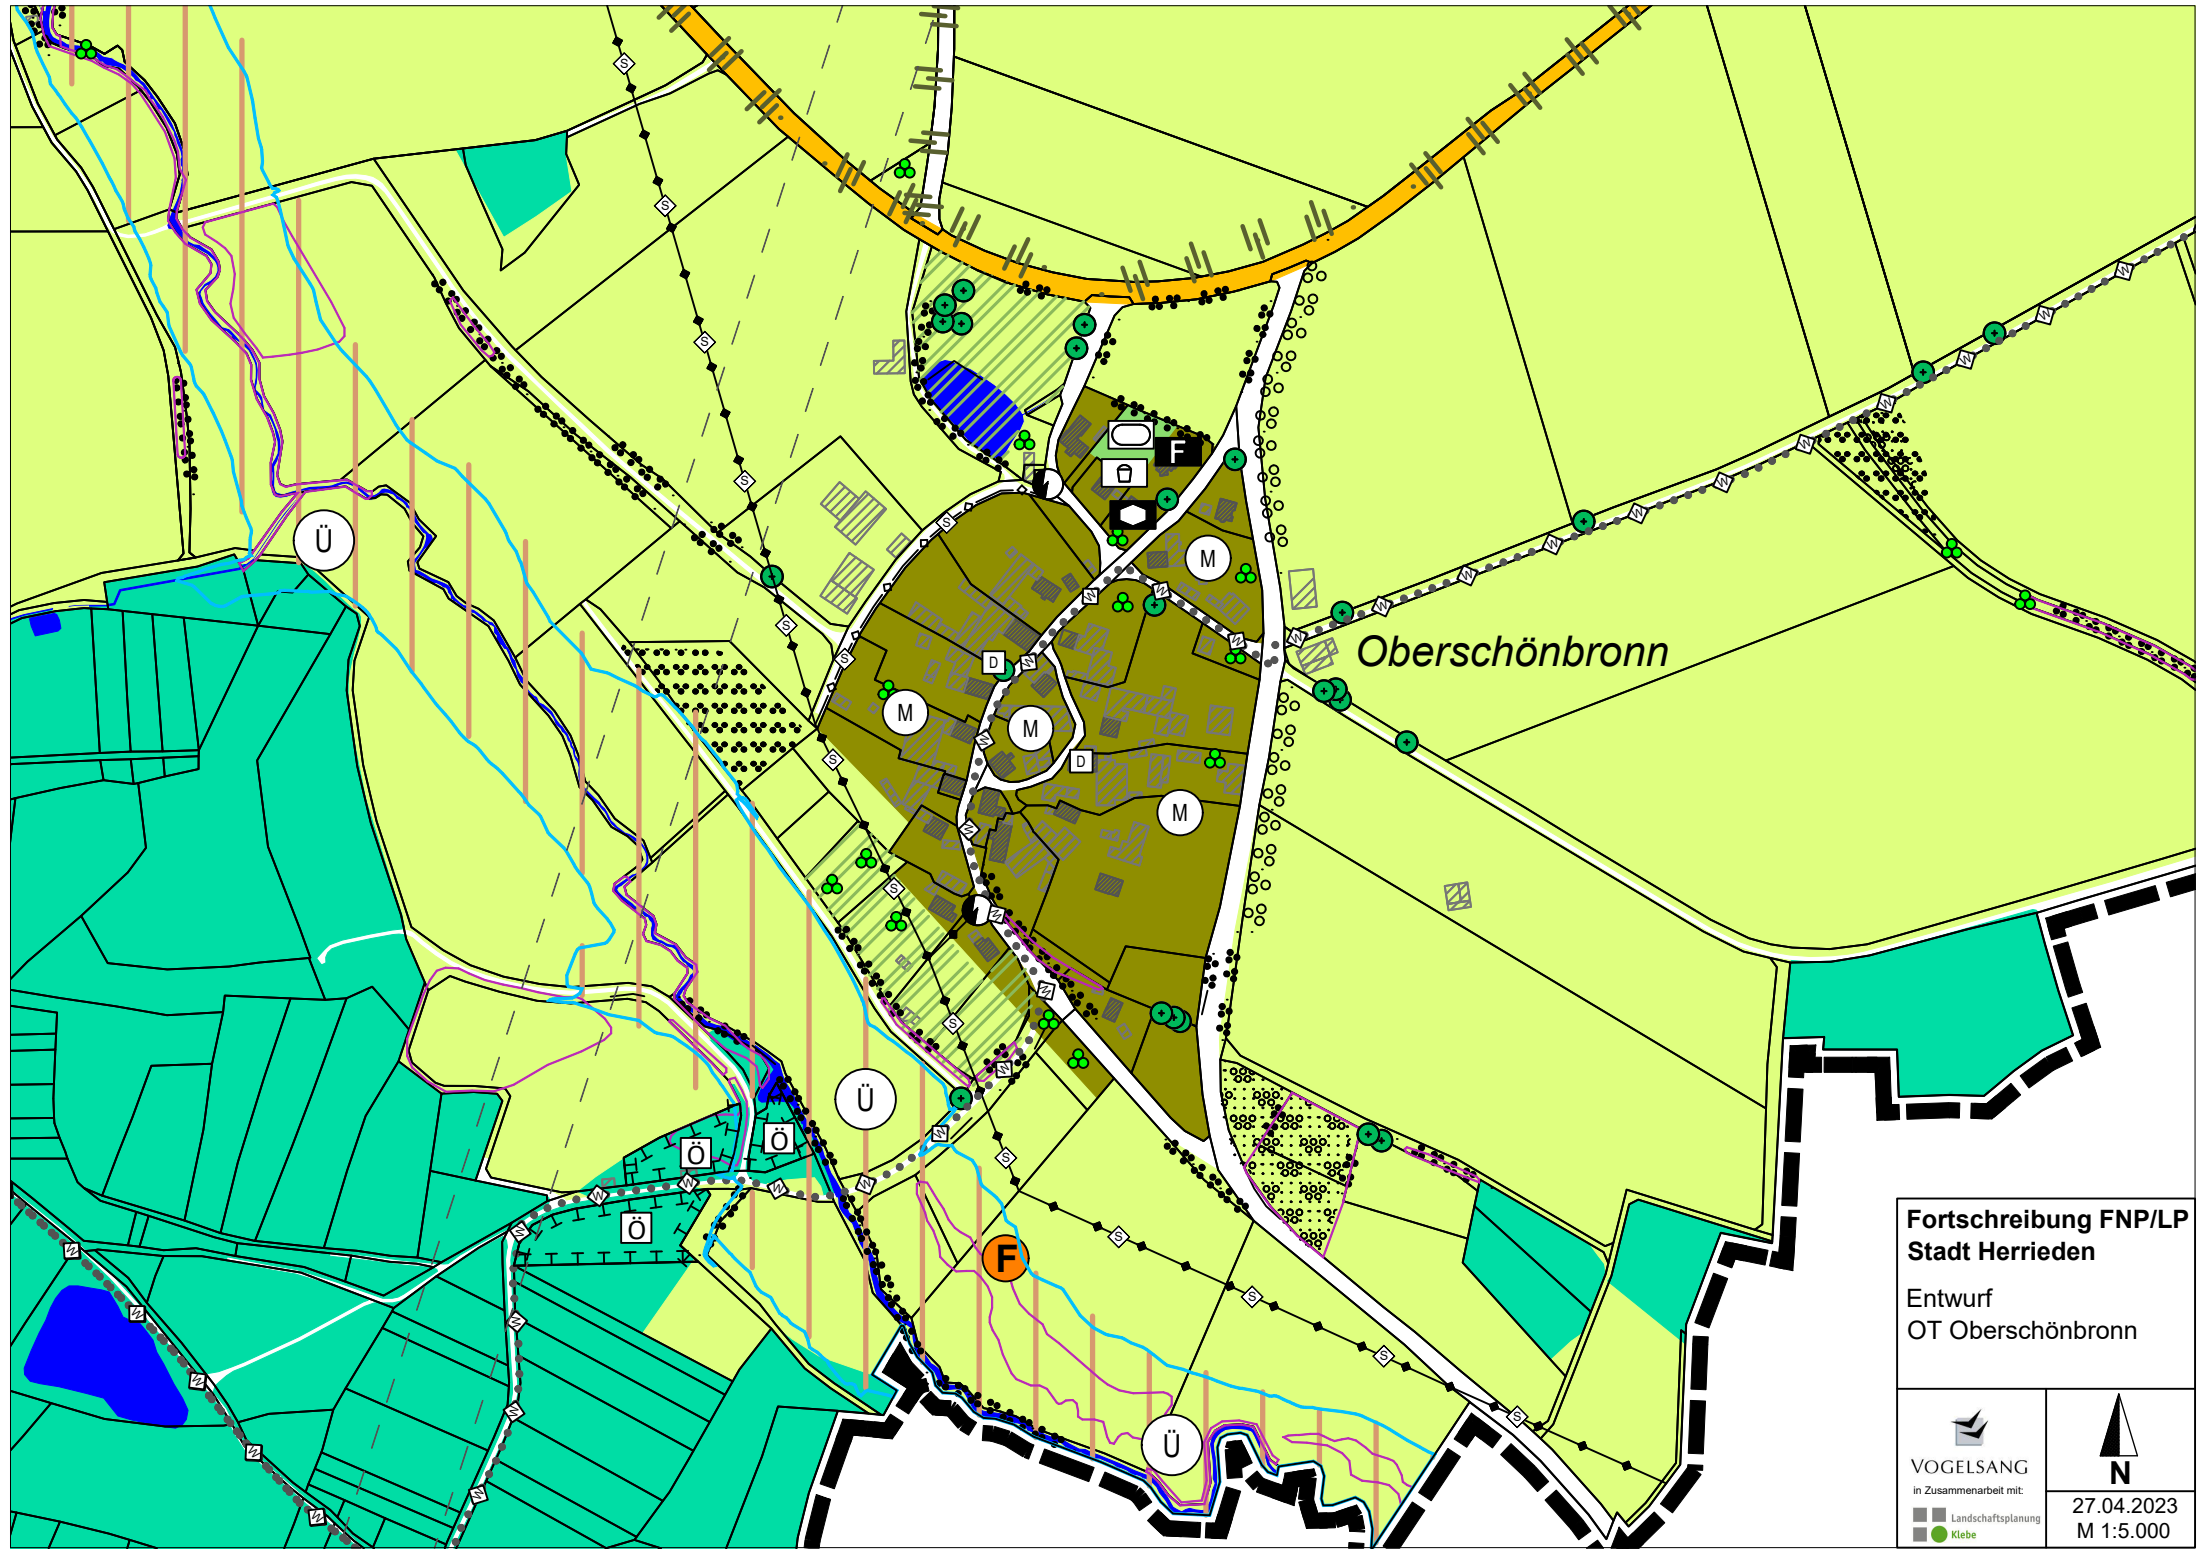 S
S
S
S
S
F
S
W
W
W
W
W
W
W
W
W
W
W
Ü
M
W
W
W
W
W
S
S
D
W
Oberschönbronn
M
M
W
S
D
M
W
S
W
W
S
W
Ü
W
Ö
Ö
S
W
W
W
W
W
Ö
W
S
F
W
W
S
W
W
S
W
Ü
S
W
W
W
Fortschreibung FNP/LP
Stadt Herrieden
Entwurf
OT Oberschönbronn
VOGELSANG
in Zusammenarbeit mit:
Landschaftsplanung
Klebe
N
27.04.2023
M 1:5.000